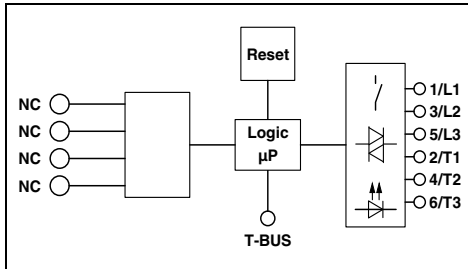 Reset
NC
NC
NC
NC
Logic
µP
T-BUS
1/L1
3/L2
5/L3
2/T1
4/T2
6/T3